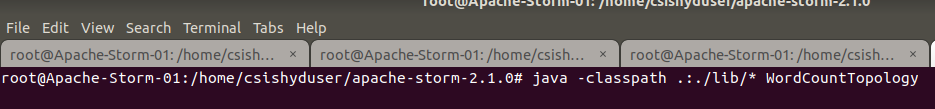 root@Apache-Storm-01: /home/csishyduser/apache-storm-2.1.0
File Edit View Search Terminal Tabs Help
root@Apache-Storm-01: /home/csish... × root@Apache-Storm-01: /home/csish... × root@Apache-Storm-01: /home/csish... ×
root@Apache-Storm-01:/home/csishyduser/apache-storm-2.1.0# java -classpath .:./lib/* WordCountTopology